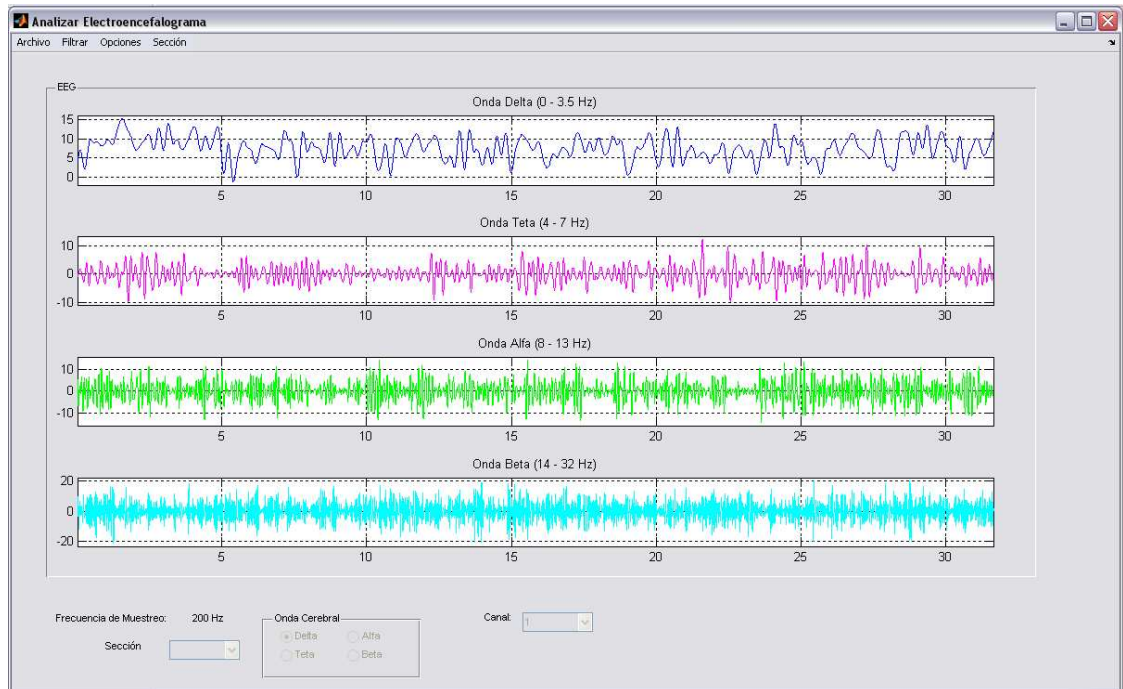 Analizar Electroencefalograma
Archivo Filtrar Opciones Sección
EEG
Onda Delta (0 - 3.5 Hz)
15
10
5
0
5 10 15 20 25 30
Onda Teta (4 - 7 Hz)
10
0
-10
5 10 15 20 25 30
Onda Alfa (8 - 13 Hz)
10
0
-10
5 10 15 20 25 30
Onda Beta (14 - 32 Hz)
20
0
-20
5 10 15 20 25 30
Frecuencia de Muestreo: 200 Hz
Sección
Onda Cerebral
Delta Alfa
Teta Beta
Canal: 1